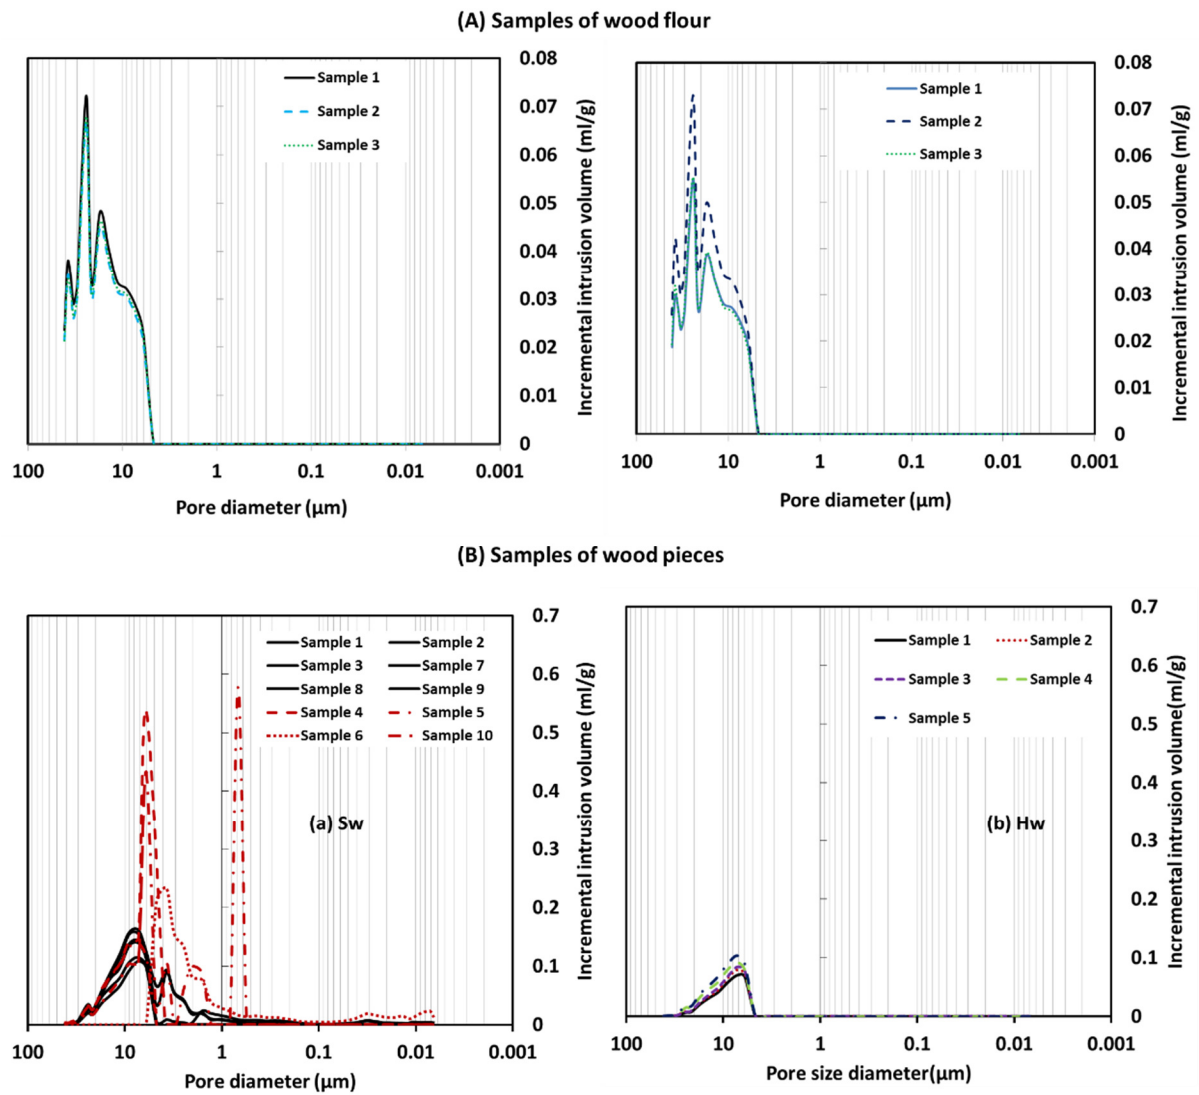 (A) Samples of wood flour
Sample 1
Sample 2
Sample 3
0.08
0.07
0.06
0.05
0.04
0.03
0.02
0.01
0
Incremental intrusion volume (ml/g)
100 10 1 0.1 0.01 0.001
Pore diameter (µm)
Sample 1
Sample 2
Sample 3
0.08
0.07
0.06
0.05
0.04
0.03
0.02
0.01
0
Incremental intrusion volume (ml/g)
100 10 1 0.1 0.01 0.001
Pore diameter (µm)
(B) Samples of wood pieces
Sample 1 Sample 2
Sample 3 Sample 7
Sample 8 Sample 9
Sample 4 Sample 5
Sample 6 Sample 10
(a) Sw
0.7
0.6
0.5
0.4
0.3
0.2
0.1
0
Incremental intrusion volume (ml/g)
100 10 1 0.1 0.01 0.001
Pore diameter (µm)
Sample 1 Sample 2
Sample 3 Sample 4
Sample 5
(b) Hw
0.7
0.6
0.5
0.4
0.3
0.2
0.1
0
Incremental intrusion volume(ml/g)
100 10 1 0.1 0.01 0.001
Pore size diameter(µm)